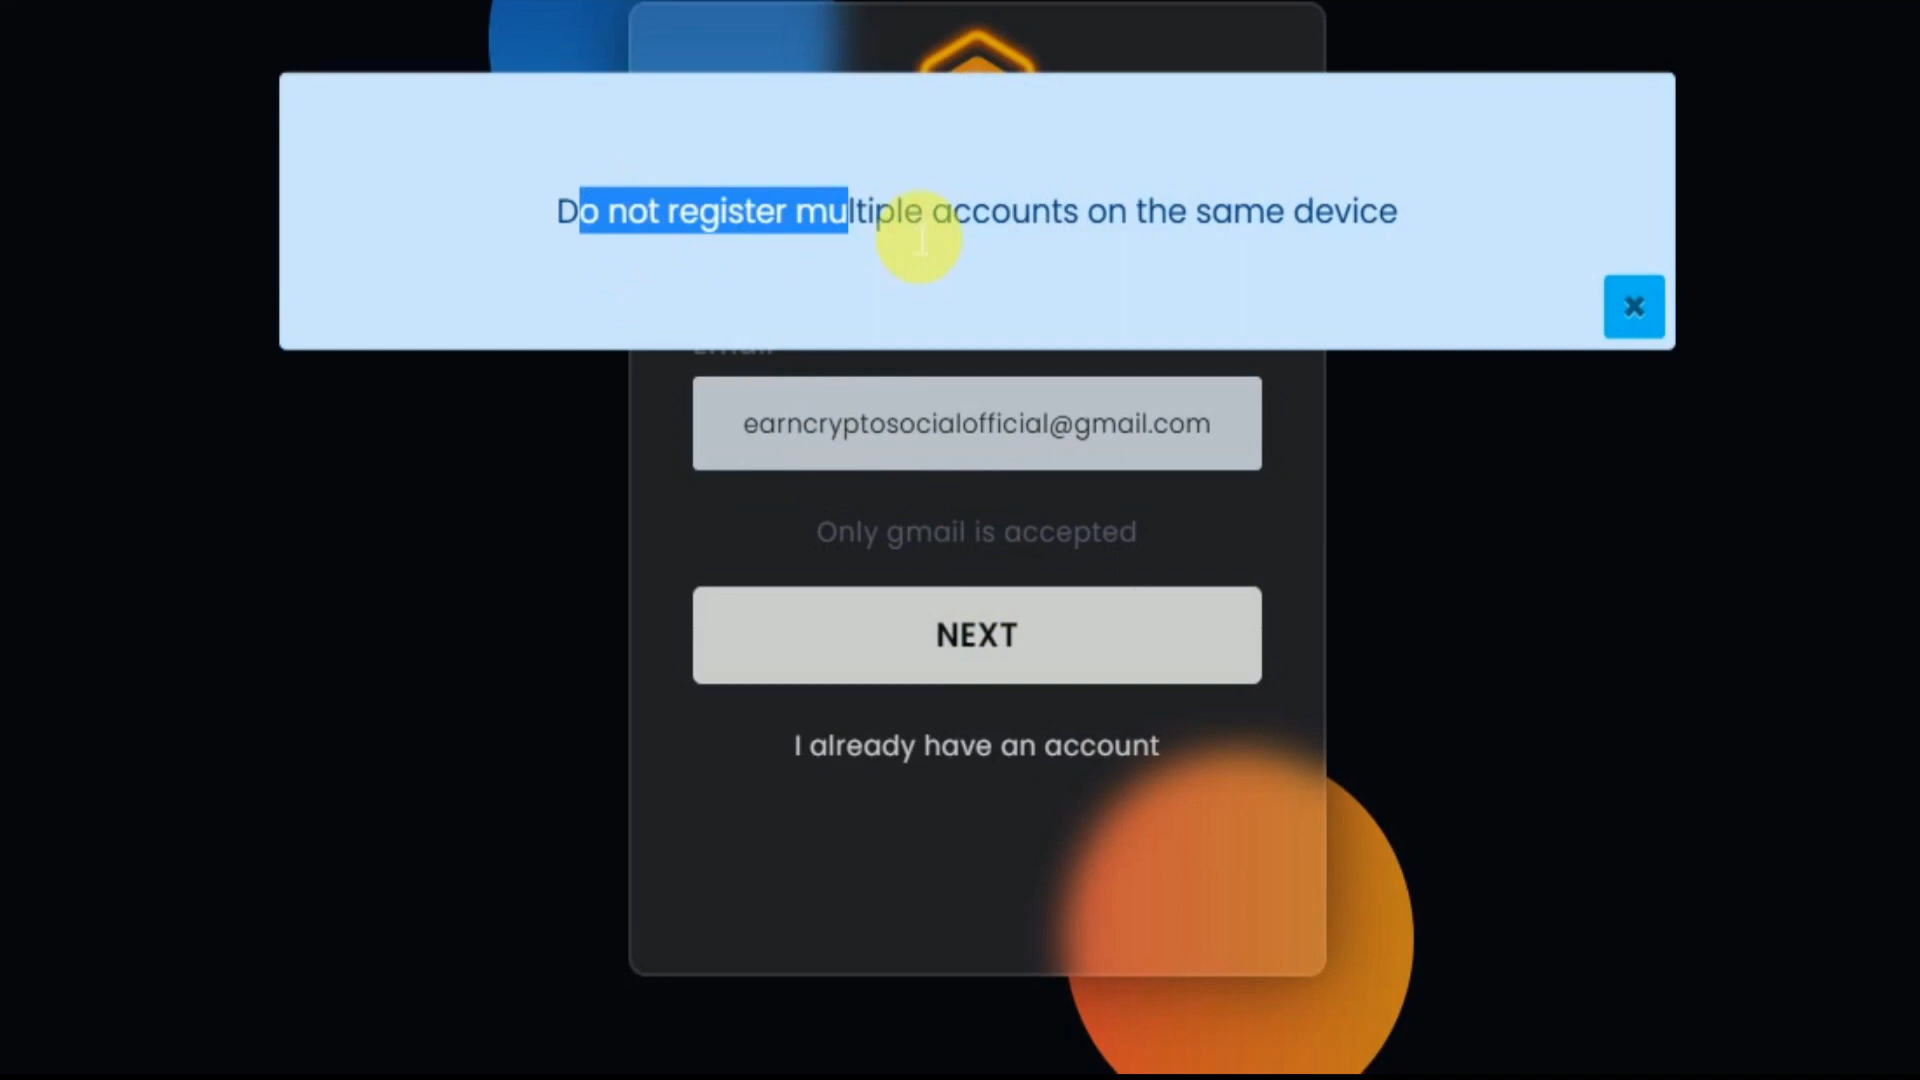 Do not register multiple accounts on the same device
earncryptosocialofficial@gmail.com
Only gmail is accepted
NEXT
I already have an account